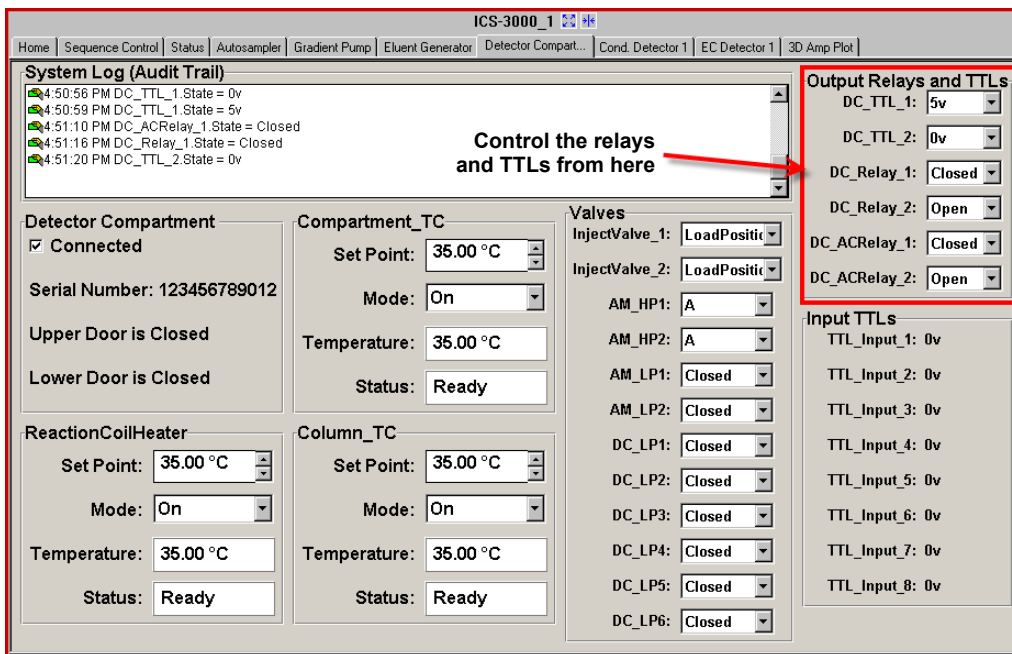 ICS-3000_1
Home Sequence Control Status Autosampler Gradient Pump Eluent Generator Detector Compart... Cond. Detector 1 EC Detector 1 3D Amp Plot
System Log (Audit Trail)
4:50:56 PM DC_TTL_1.State = 0v
4:50:59 PM DC_TTL_1.State = 5v
4:51:10 PM DC_ACRelay_1.State = Closed
4:51:16 PM DC_Relay_1.State = Closed
4:51:20 PM DC_TTL_2.State = 0v
Control the relays
and TTLs from here
Output Relays and TTLs
DC_TTL_1: 5v
DC_TTL_2: 0v
DC_Relay_1: Closed
DC_Relay_2: Open
DC_ACRelay_1: Closed
DC_ACRelay_2: Open
Detector Compartment
Connected
Serial Number: 123456789012
Upper Door is Closed
Lower Door is Closed
Compartment_TC
Set Point: 35.00 °C
Mode: On
Temperature: 35.00 °C
Status: Ready
ReactionCoilHeater
Set Point: 35.00 °C
Mode: On
Temperature: 35.00 °C
Status: Ready
Column_TC
Set Point: 35.00 °C
Mode: On
Temperature: 35.00 °C
Status: Ready
Valves
InjectValve_1: LoadPositic
InjectValve_2: LoadPositic
AM_HP1: A
AM_HP2: A
AM_LP1: Closed
AM_LP2: Closed
DC_LP1: Closed
DC_LP2: Closed
DC_LP3: Closed
DC_LP4: Closed
DC_LP5: Closed
DC_LP6: Closed
Input TTLs
TTL_Input_1: 0v
TTL_Input_2: 0v
TTL_Input_3: 0v
TTL_Input_4: 0v
TTL_Input_5: 0v
TTL_Input_6: 0v
TTL_Input_7: 0v
TTL_Input_8: 0v